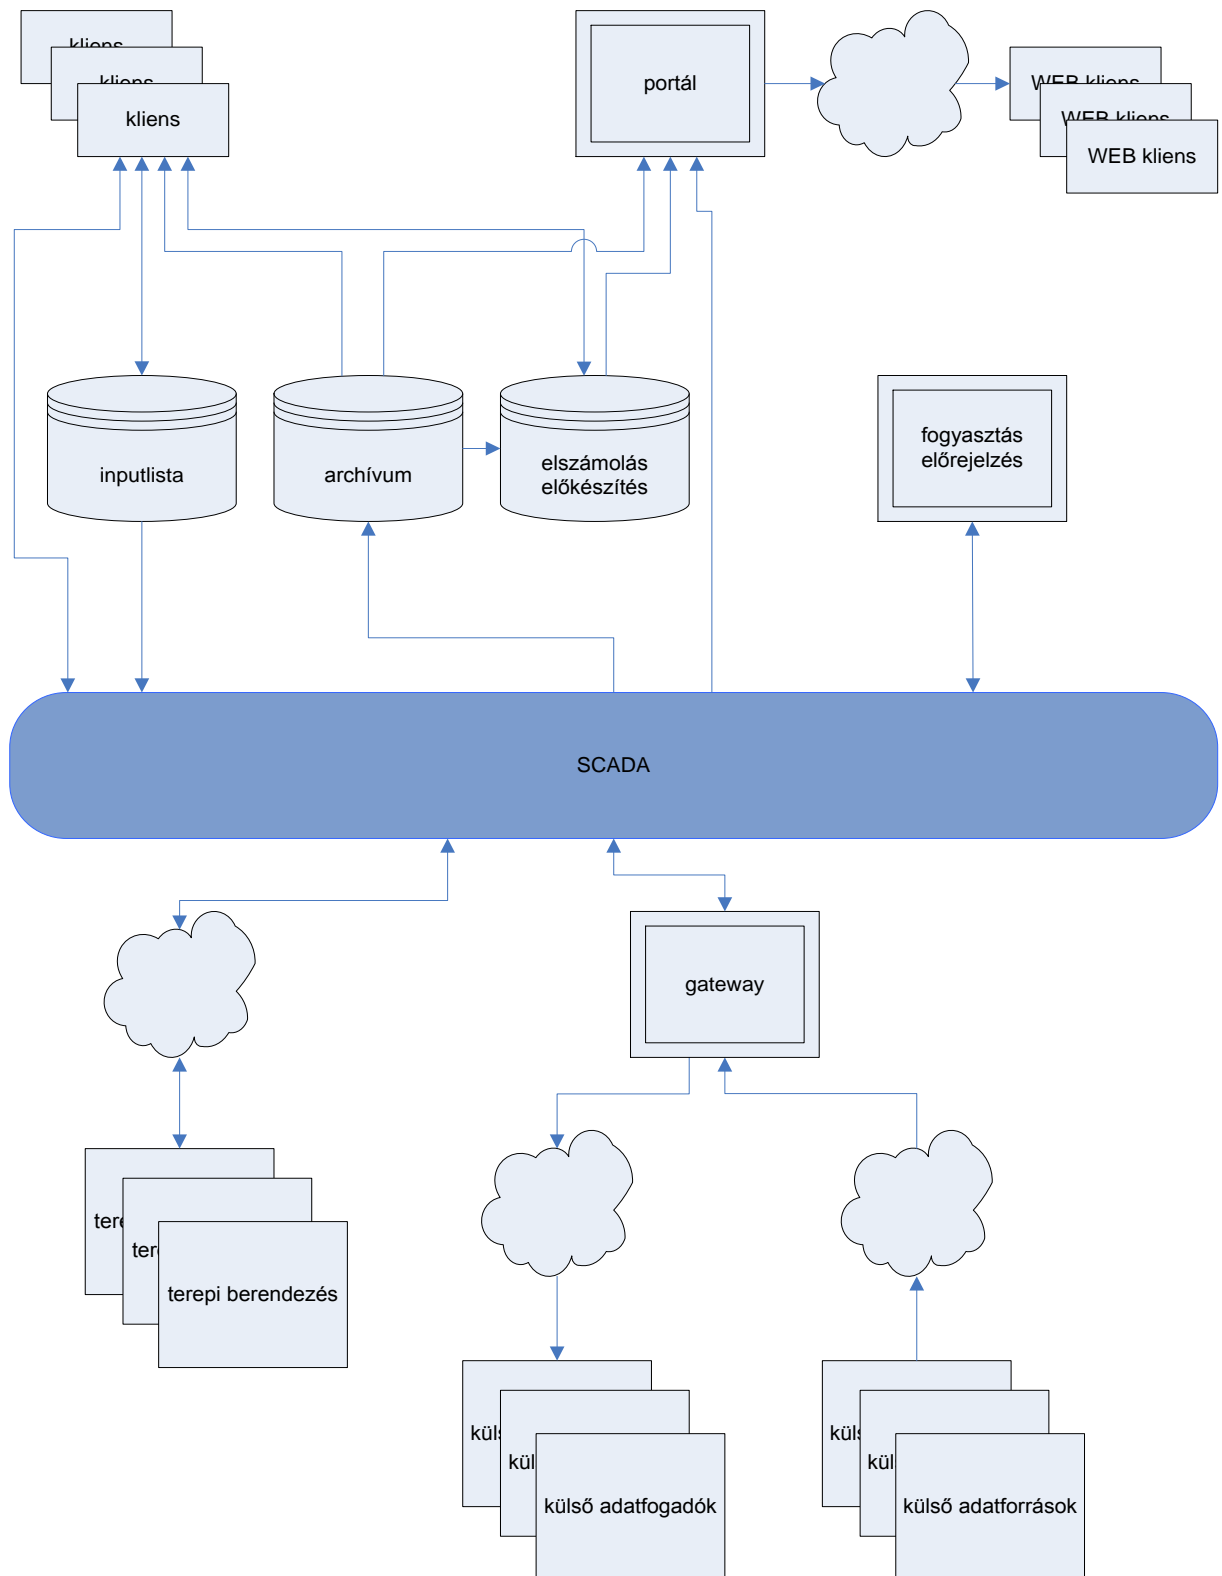 kliens
kliens
kliens
portál
WEB kliens
WEB kliens
WEB kliens
inputlista
archívum
elszámolás
előkészítés
fogyasztás
előrejelzés
SCADA
gateway
terepi berendezés
külső adatfogadók
külső adatforrások